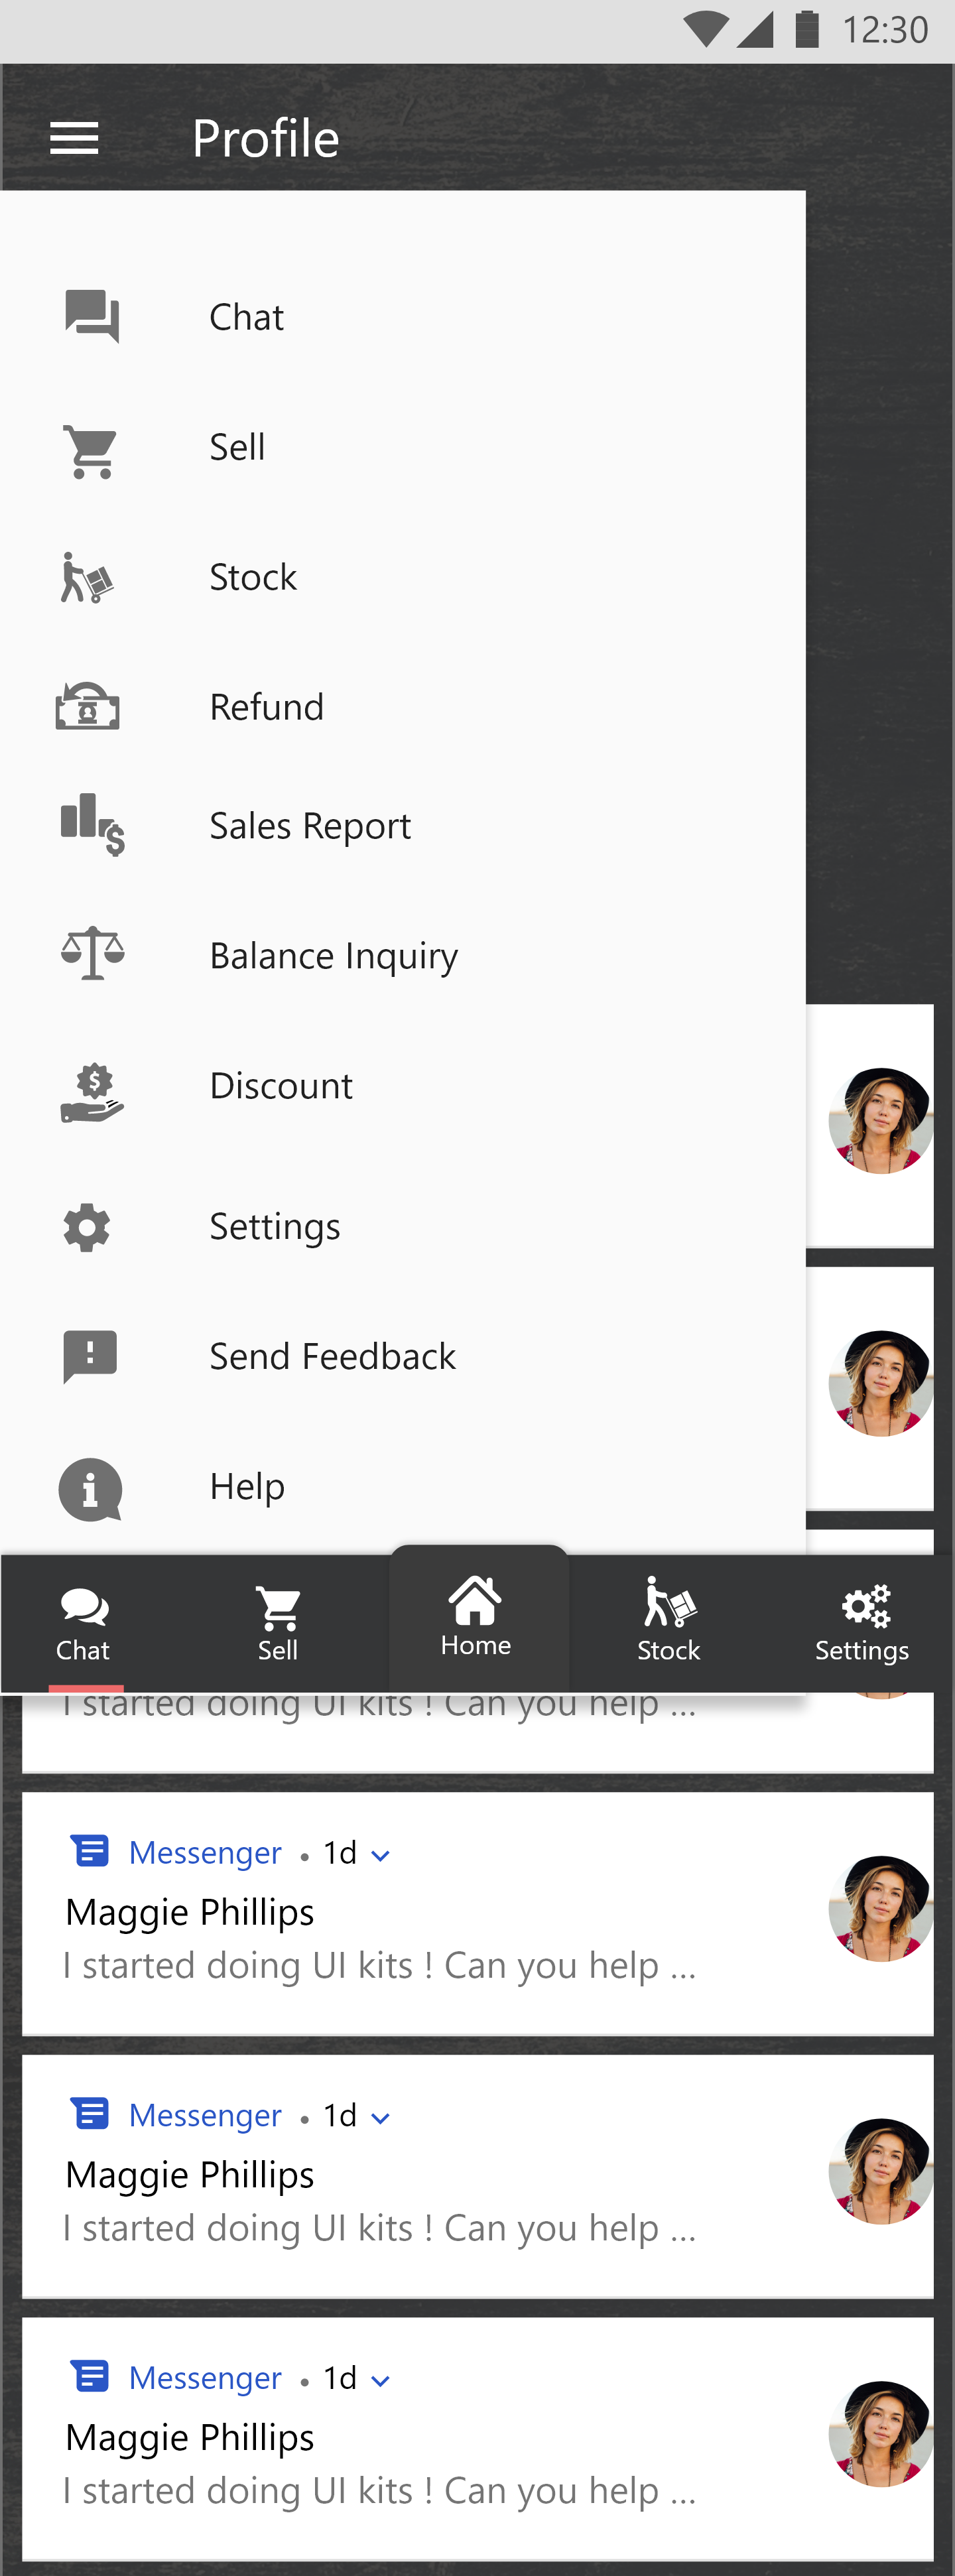 12:30
Profile
Chat
Sell
Stock
Refund
Sales Report
Balance Inquiry
Discount
Settings
Send Feedback
Help
Chat
Sell
Home
Stock
Settings
I started doing UI kits ! Can you help ...
Messenger • 1d
Maggie Phillips
I started doing UI kits ! Can you help ...
Messenger • 1d
Maggie Phillips
I started doing UI kits ! Can you help ...
Messenger • 1d
Maggie Phillips
I started doing UI kits ! Can you help ...